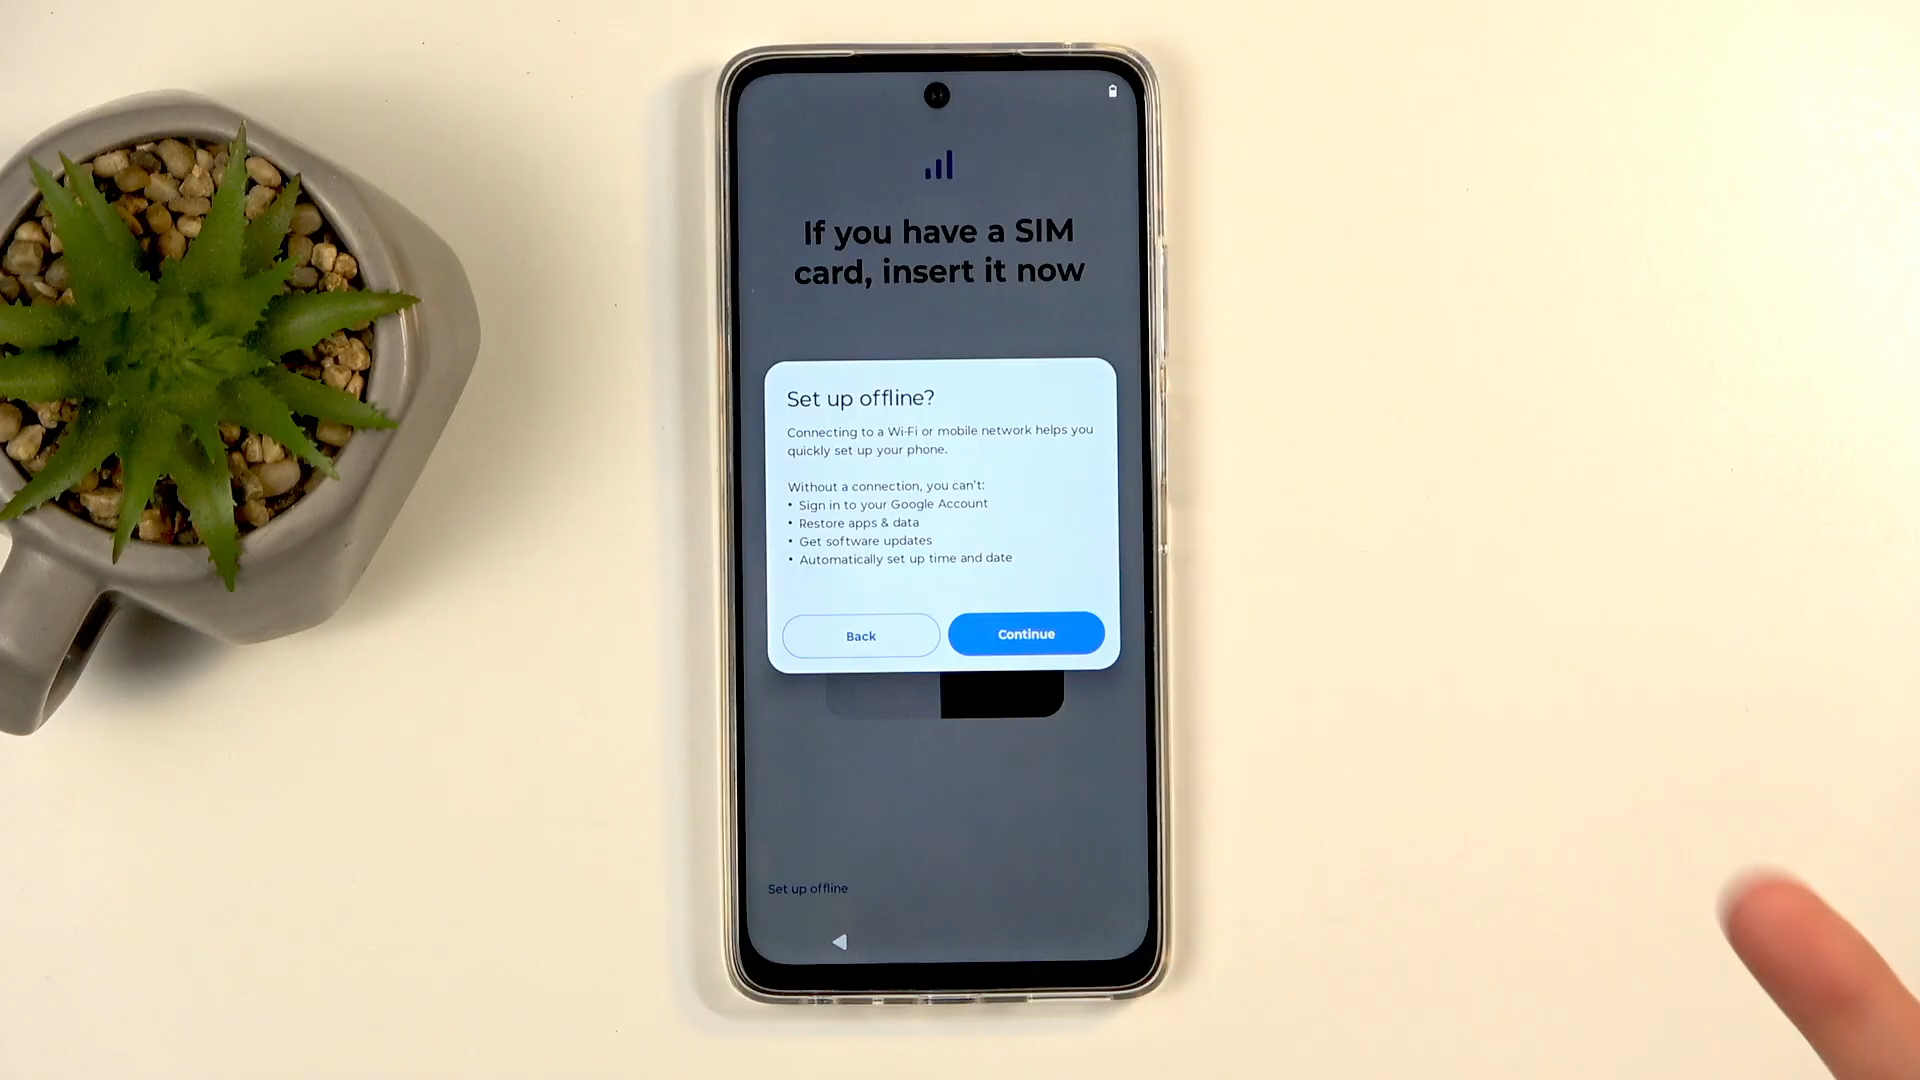 If you have a SIM
card, insert it now
Set up offline?
Connecting to a Wi-Fi or mobile network helps you
quickly set up your phone.
Without a connection, you can't:
• Sign in to your Google Account
• Restore apps & data
• Get software updates
• Automatically set up time and date
Back
Continue
Set up offline